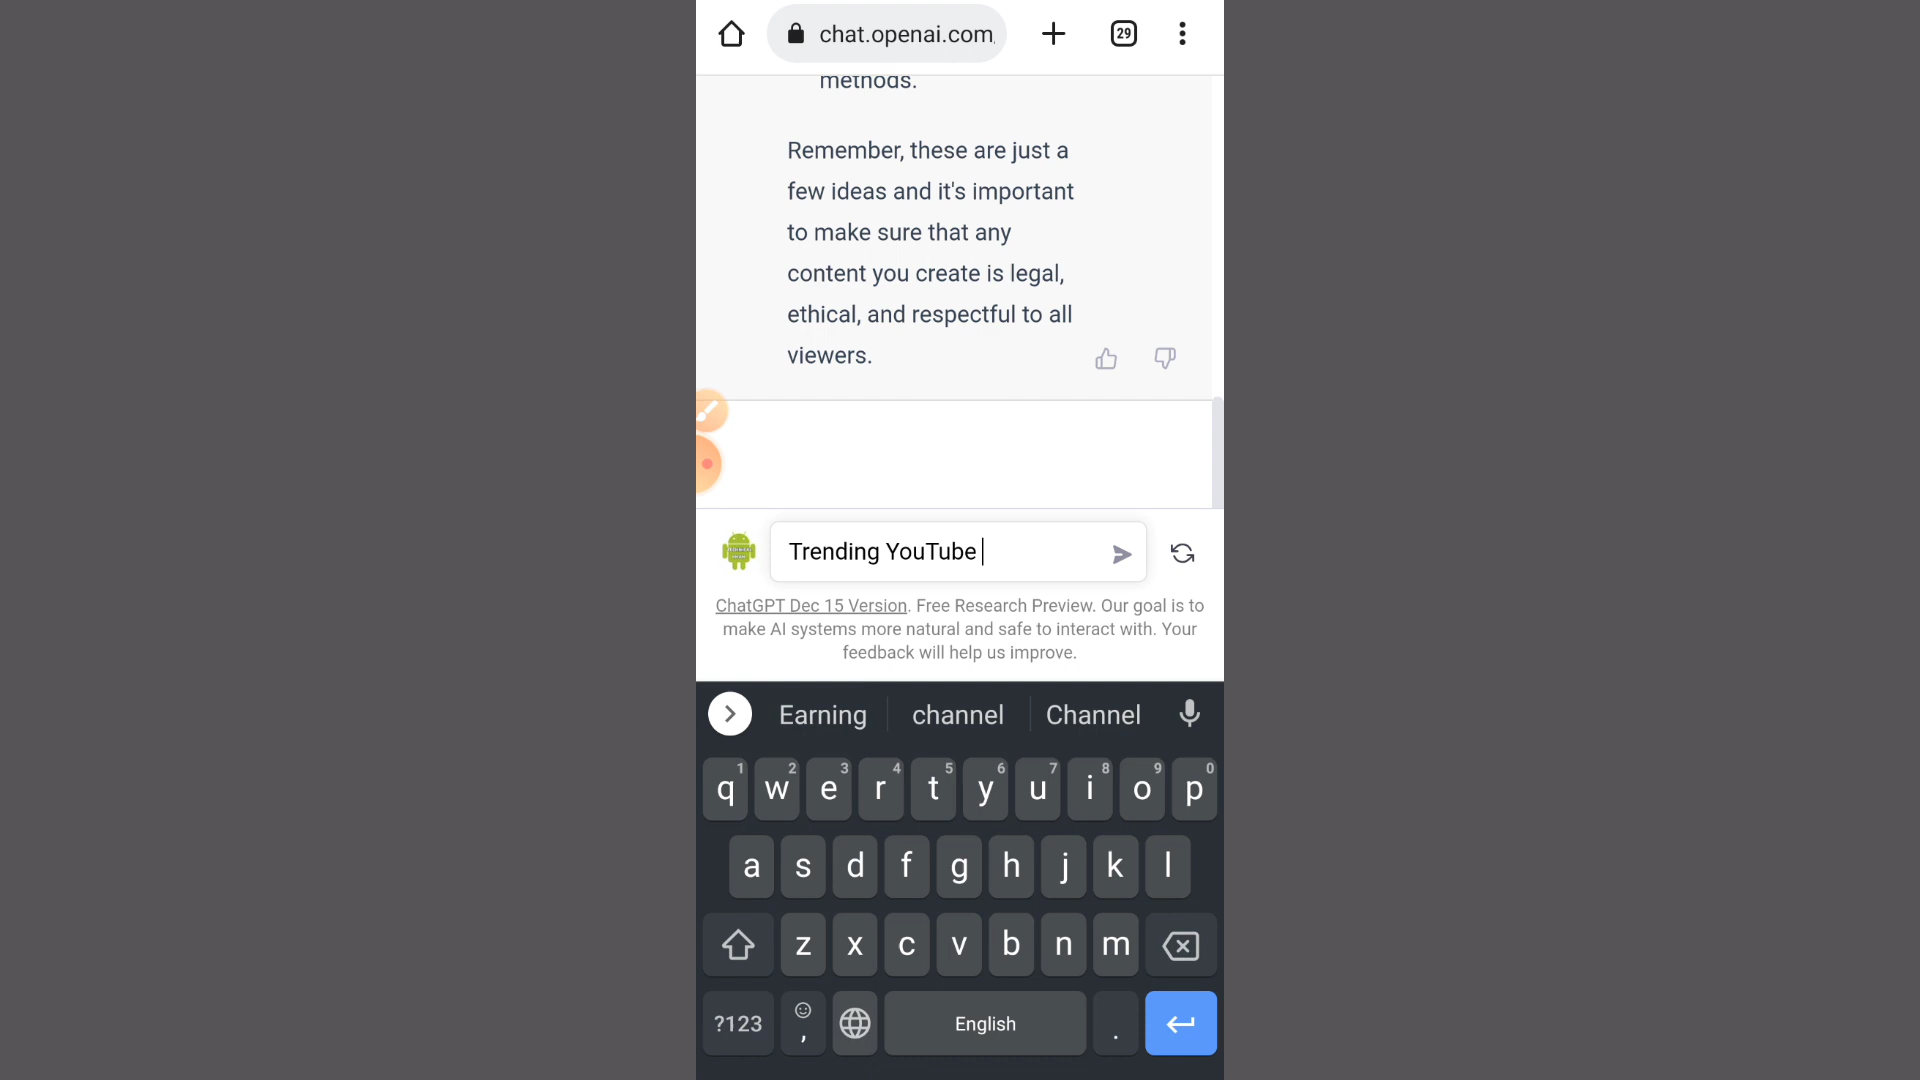 chat.openai.com
29
methods.
Remember, these are just a
few ideas and it's important
to make sure that any
content you create is legal,
ethical, and respectful to all
viewers.
Trending YouTube
ChatGPT Dec 15 Version. Free Research Preview. Our goal is to
make AI systems more natural and safe to interact with. Your
feedback will help us improve.
Earning channel Channel
1 2 3 4 5 6 7 8 9 0
q w e r t y u i o p
a s d f g h j k l
z x c v b n m
?123 , English .